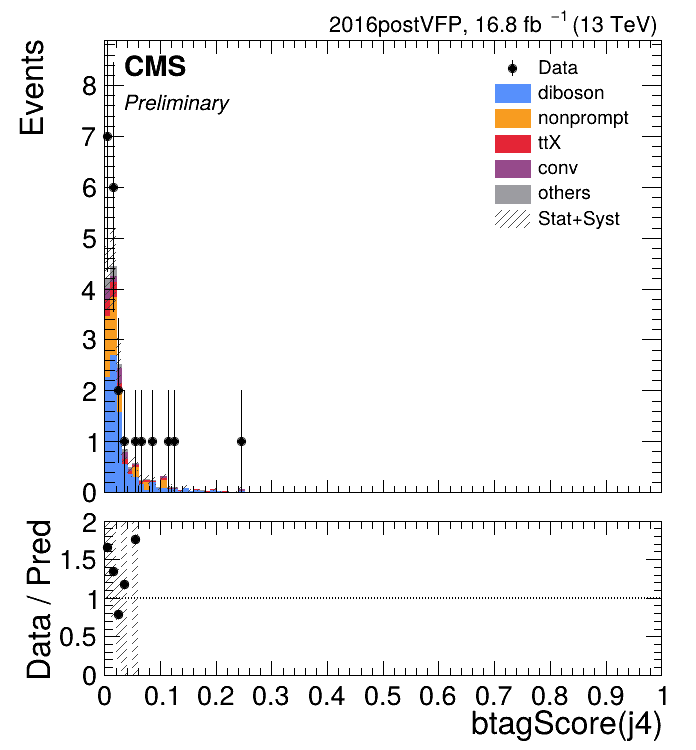 2016postVFP, 16.8 fb⁻¹ (13 TeV)
Events
CMS
Preliminary
Data
diboson
nonprompt
ttX
conv
others
Stat+Syst
8
7
6
5
4
3
2
1
0
Data / Pred
2
1.5
1
0.5
0
0 0.1 0.2 0.3 0.4 0.5 0.6 0.7 0.8 0.9 1
btagScore(j4)